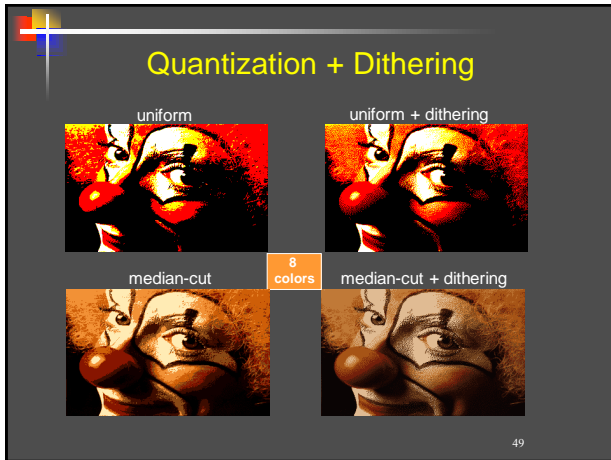 Quantization + Dithering
uniform
uniform + dithering
8
colors
median-cut
median-cut + dithering
49